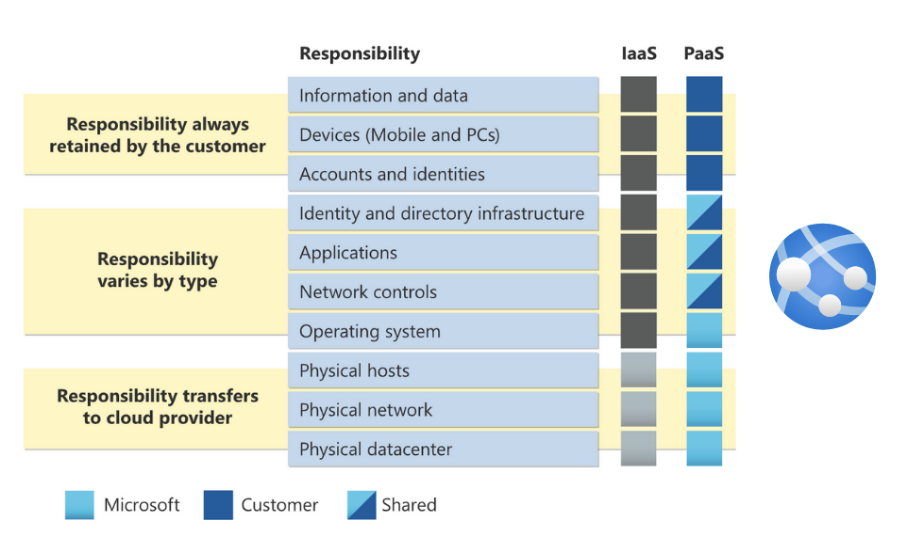 Responsibility IaaS PaaS
Information and data
Responsibility always
retained by the customer
Devices (Mobile and PCs)
Accounts and identities
Identity and directory infrastructure
Responsibility
varies by type
Applications
Network controls
Operating system
Physical hosts
Responsibility transfers
to cloud provider
Physical network
Physical datacenter
Microsoft Customer Shared